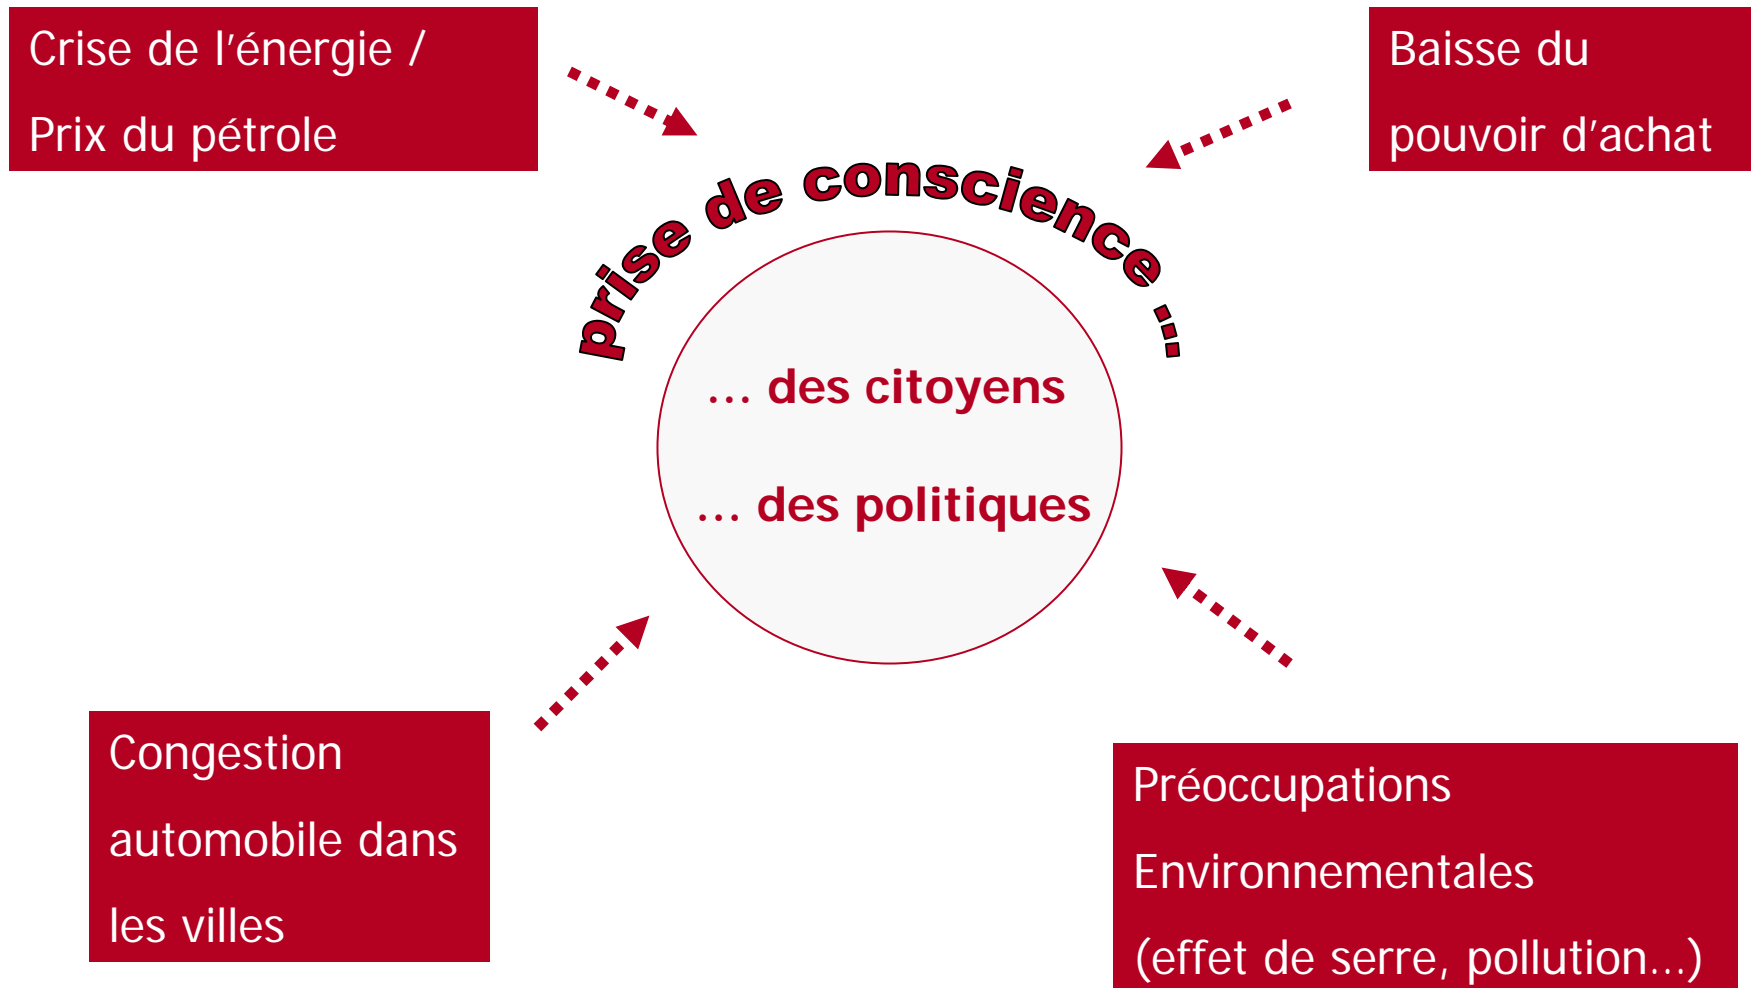 Crise de l'énergie /
Prix du pétrole
Baisse du
pouvoir d'achat
prise de conscience ...
... des citoyens
... des politiques
Congestion
automobile dans
les villes
Préoccupations
Environnementales
(effet de serre, pollution...)